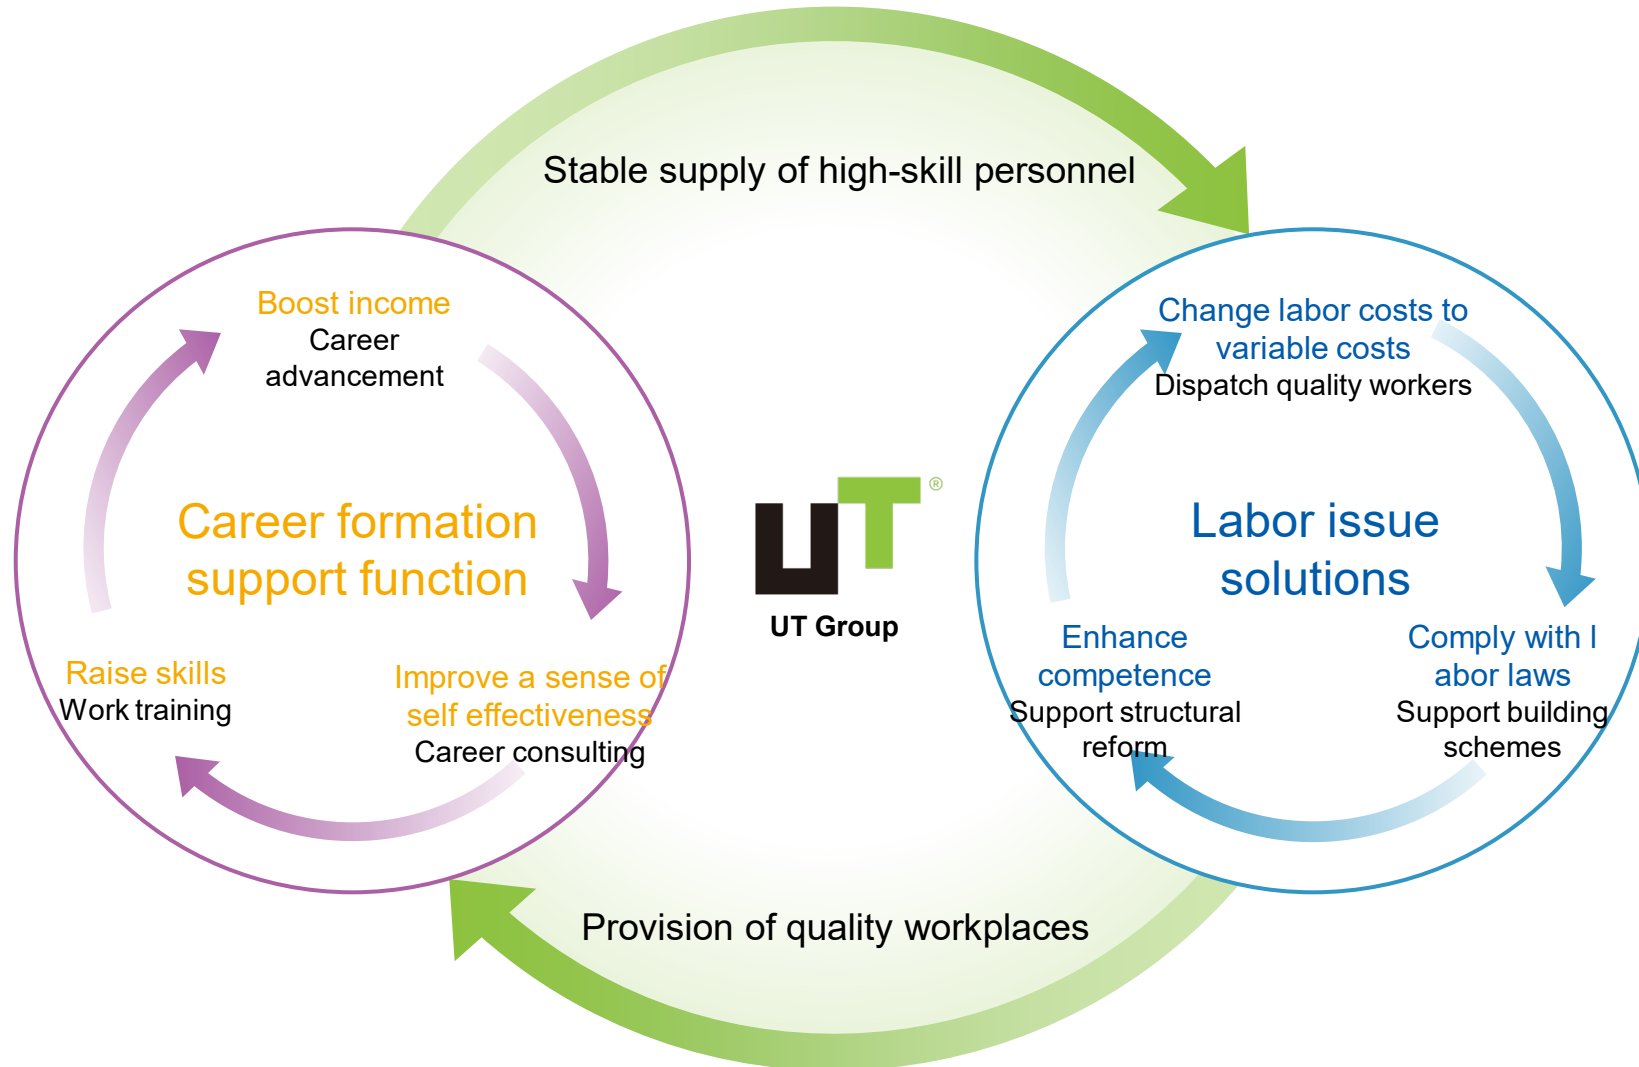 Stable supply of high-skill personnel
Boost income
Career
advancement
Career formation
support function
Raise skills
Work training
Improve a sense of
self effectiveness
Career consulting
UT®
UT Group
Change labor costs to
variable costs
Dispatch quality workers
Labor issue
solutions
Enhance
competence
Support structural
reform
Comply with l
abor laws
Support building
schemes
Provision of quality workplaces